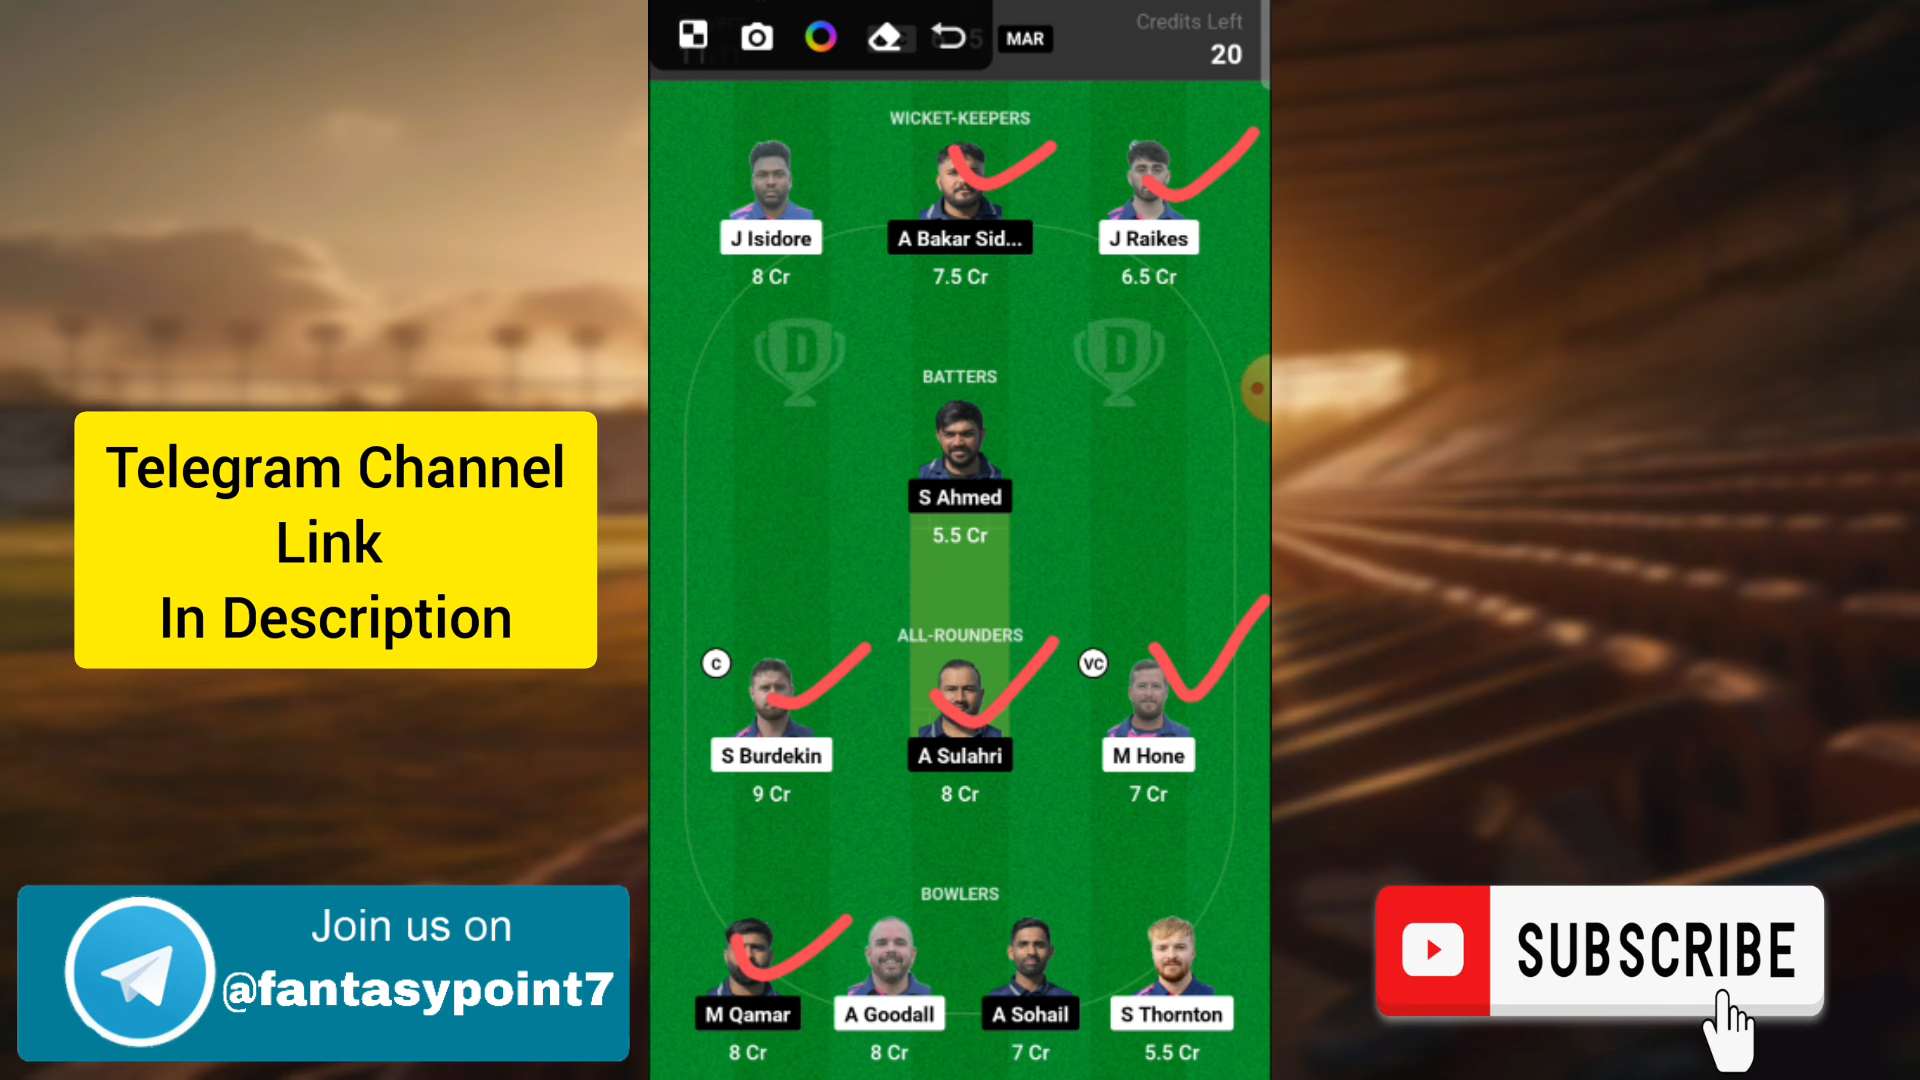 Credits Left
MAR
20
WICKET-KEEPERS
J Isidore
A Bakar Sid...
J Raikes
8 Cr
7.5 Cr
6.5 Cr
D
D
BATTERS
S Ahmed
5.5 Cr
ALL-ROUNDERS
C
VC
S Burdekin
A Sulahri
M Hone
9 Cr
8 Cr
7 Cr
BOWLERS
M Qamar
A Goodall
A Sohail
S Thornton
8 Cr
8 Cr
7 Cr
5.5 Cr
Telegram Channel
Link
In Description
Join us on
@fantasypoint7
SUBSCRIBE